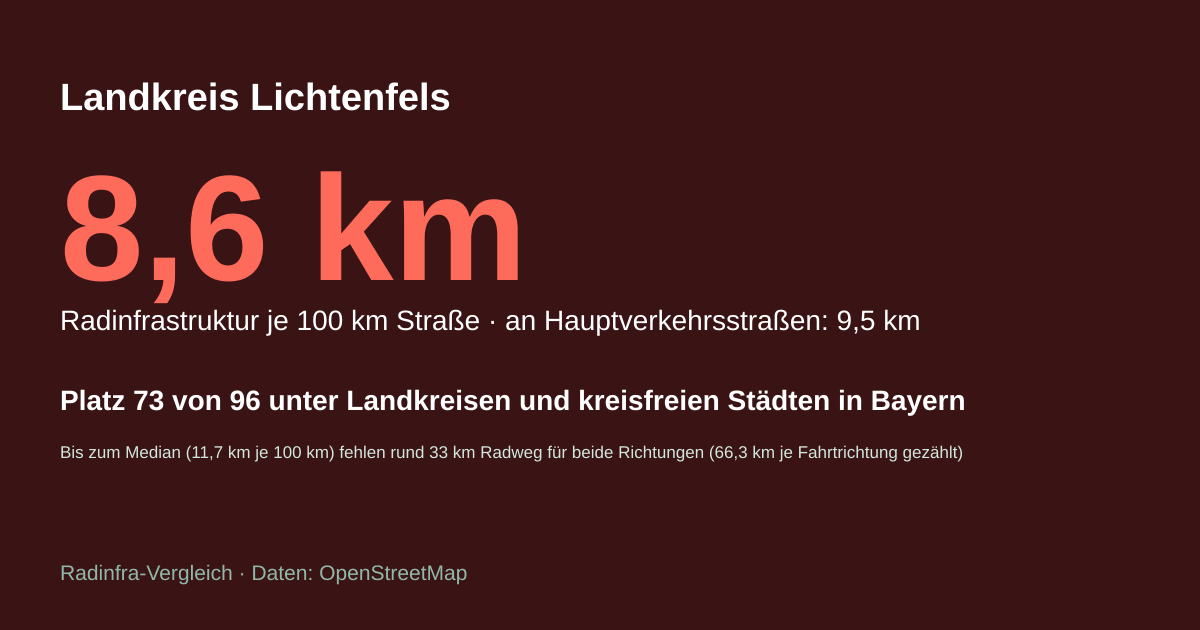 Landkreis Lichtenfels
8,6 km
Radinfrastruktur je 100 km Straße · an Hauptverkehrsstraßen: 9,5 km
Platz 73 von 96 unter Landkreisen und kreisfreien Städten in Bayern
Bis zum Median (11,7 km je 100 km) fehlen rund 33 km Radweg für beide Richtungen (66,3 km je Fahrtrichtung gezählt)
Radinfra-Vergleich · Daten: OpenStreetMap